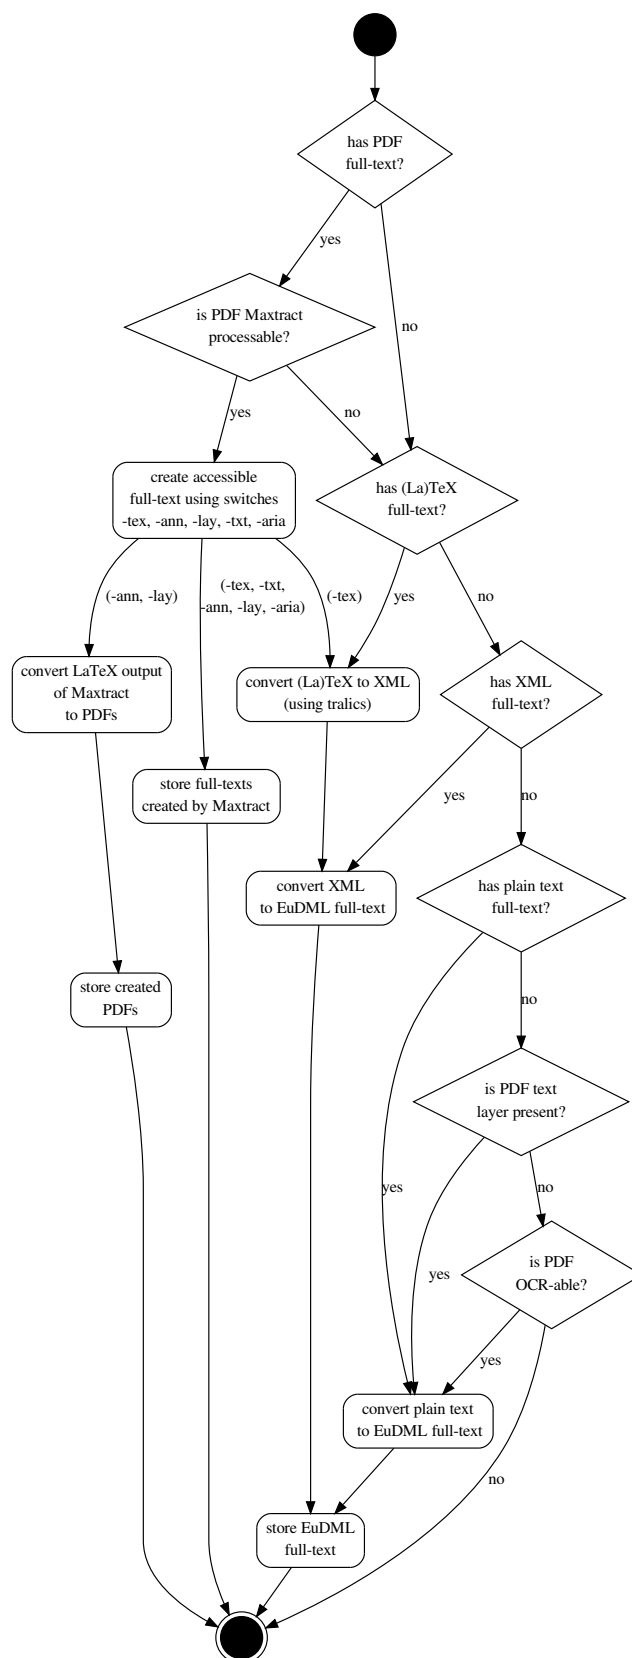 has PDF
full-text?
yes
no
is PDF Maxtract
processable?
yes
no
create accessible
full-text using switches
-tex, -ann, -lay, -txt, -aria
has (La)TeX
full-text?
(-ann, -lay)
(-tex, -txt,
-ann, -lay, -aria)
(-tex)
yes
no
convert LaTeX output
of Maxtract
to PDFs
convert (La)TeX to XML
(using tralics)
has XML
full-text?
store full-texts
created by Maxtract
yes
no
convert XML
to EuDML full-text
has plain text
full-text?
store created
PDFs
no
is PDF text
layer present?
yes
no
yes
is PDF
OCR-able?
yes
convert plain text
to EuDML full-text
no
store EuDML
full-text